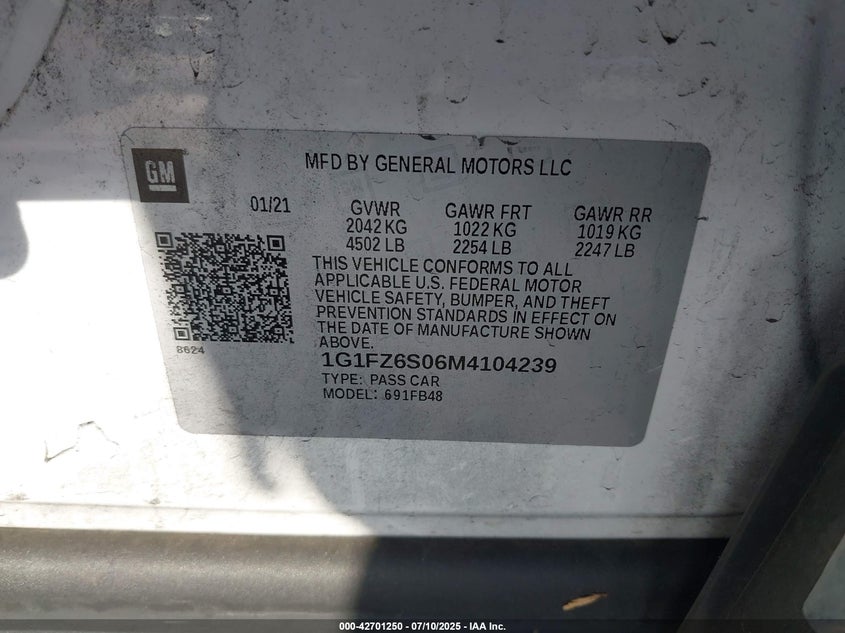 GM
MFD BY GENERAL MOTORS LLC
01/21
GVWR
2042 KG
4502 LB
GAWR FRT
1022 KG
2254 LB
GAWR RR
1019 KG
2247 LB
THIS VEHICLE CONFORMS TO ALL
APPLICABLE U.S. FEDERAL MOTOR
VEHICLE SAFETY, BUMPER, AND THEFT
PREVENTION STANDARDS IN EFFECT ON
THE DATE OF MANUFACTURE SHOWN
ABOVE.
8624
1G1FZ6S06M4104239
TYPE: PASS CAR
MODEL: 691FB48
000-42701250 - 07/10/2025 - IAA Inc.